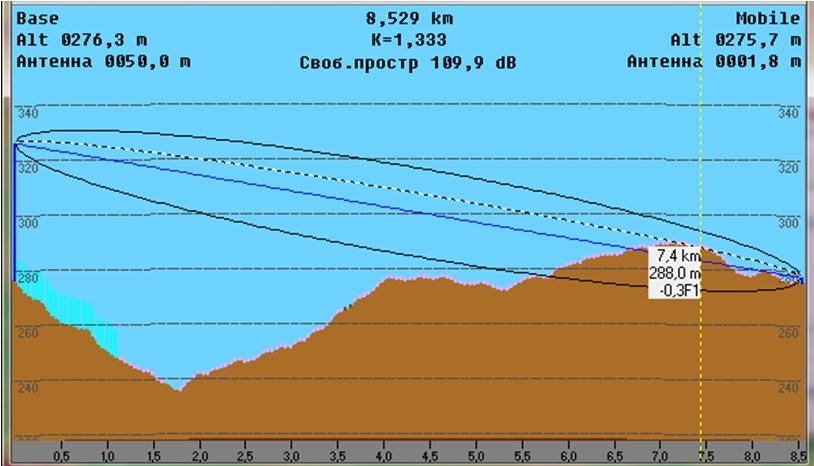 Base 8,529 km Mobile
Alt 0276,3 m K=1,333 Alt 0275,7 m
Антенна 0050,0 m Своб.простр 109,9 dB Антенна 0001,8 m
340 340
320 320
300 300
280
7,4 km
288,0 m
-0,3F1
260 260
240 240
0,5 1,0 1,5 2,0 2,5 3,0 3,5 4,0 4,5 5,0 5,5 6,0 6,5 7,0 7,5 8,0 8,5